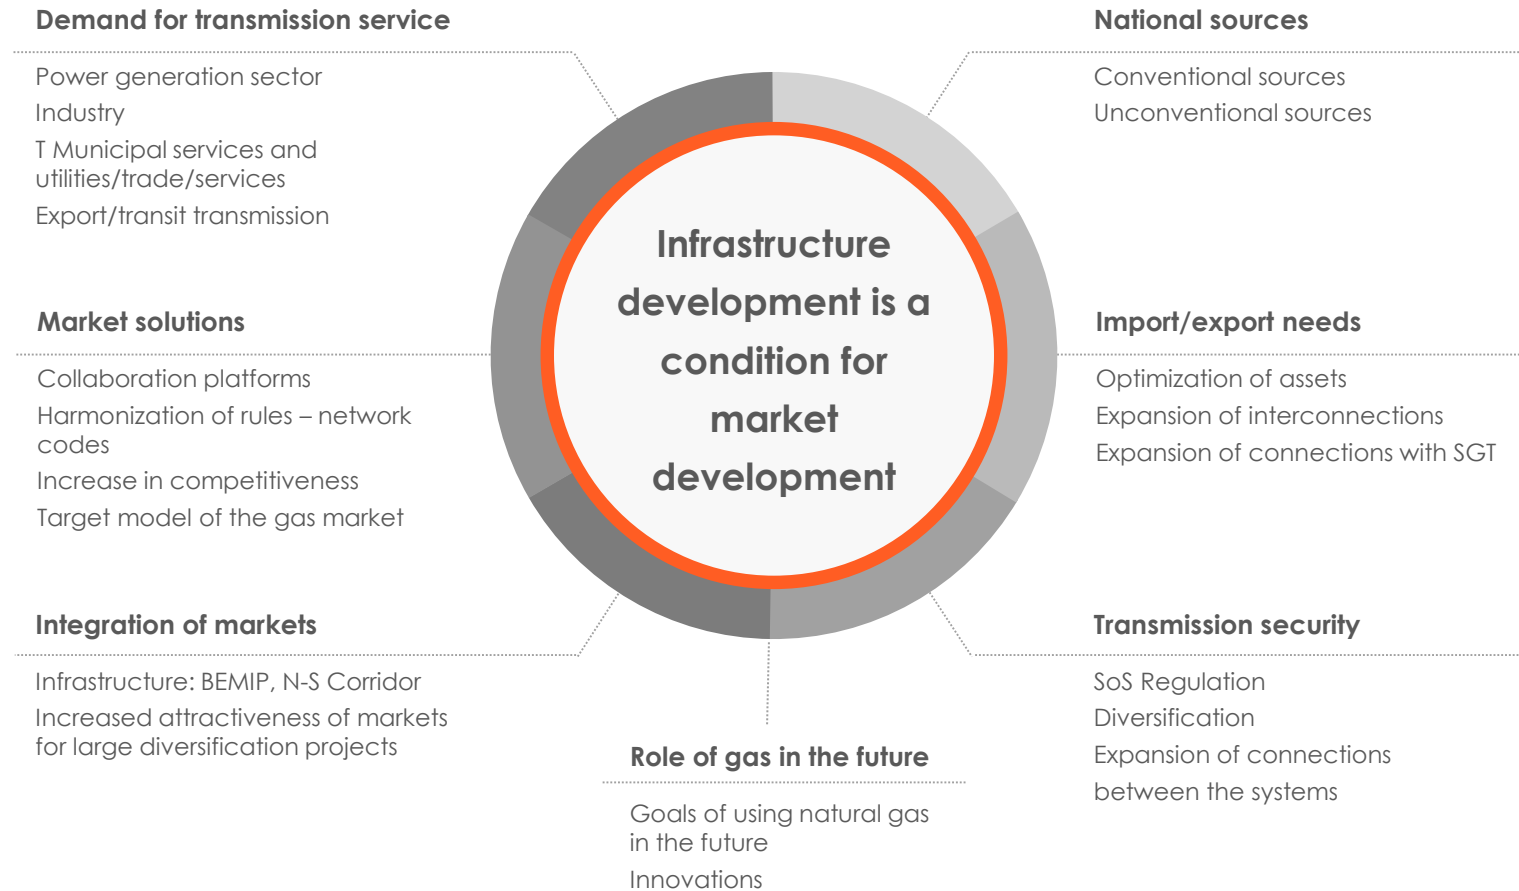 Demand for transmission service
Power generation sector
Industry
T Municipal services and
utilities/trade/services
Export/transit transmission
National sources
Conventional sources
Unconventional sources
Infrastructure
development is a
condition for
market
development
Market solutions
Collaboration platforms
Harmonization of rules – network
codes
Increase in competitiveness
Target model of the gas market
Import/export needs
Optimization of assets
Expansion of interconnections
Expansion of connections with SGT
Integration of markets
Infrastructure: BEMIP, N-S Corridor
Increased attractiveness of markets
for large diversification projects
Role of gas in the future
Goals of using natural gas
in the future
Innovations
Transmission security
SoS Regulation
Diversification
Expansion of connections
between the systems